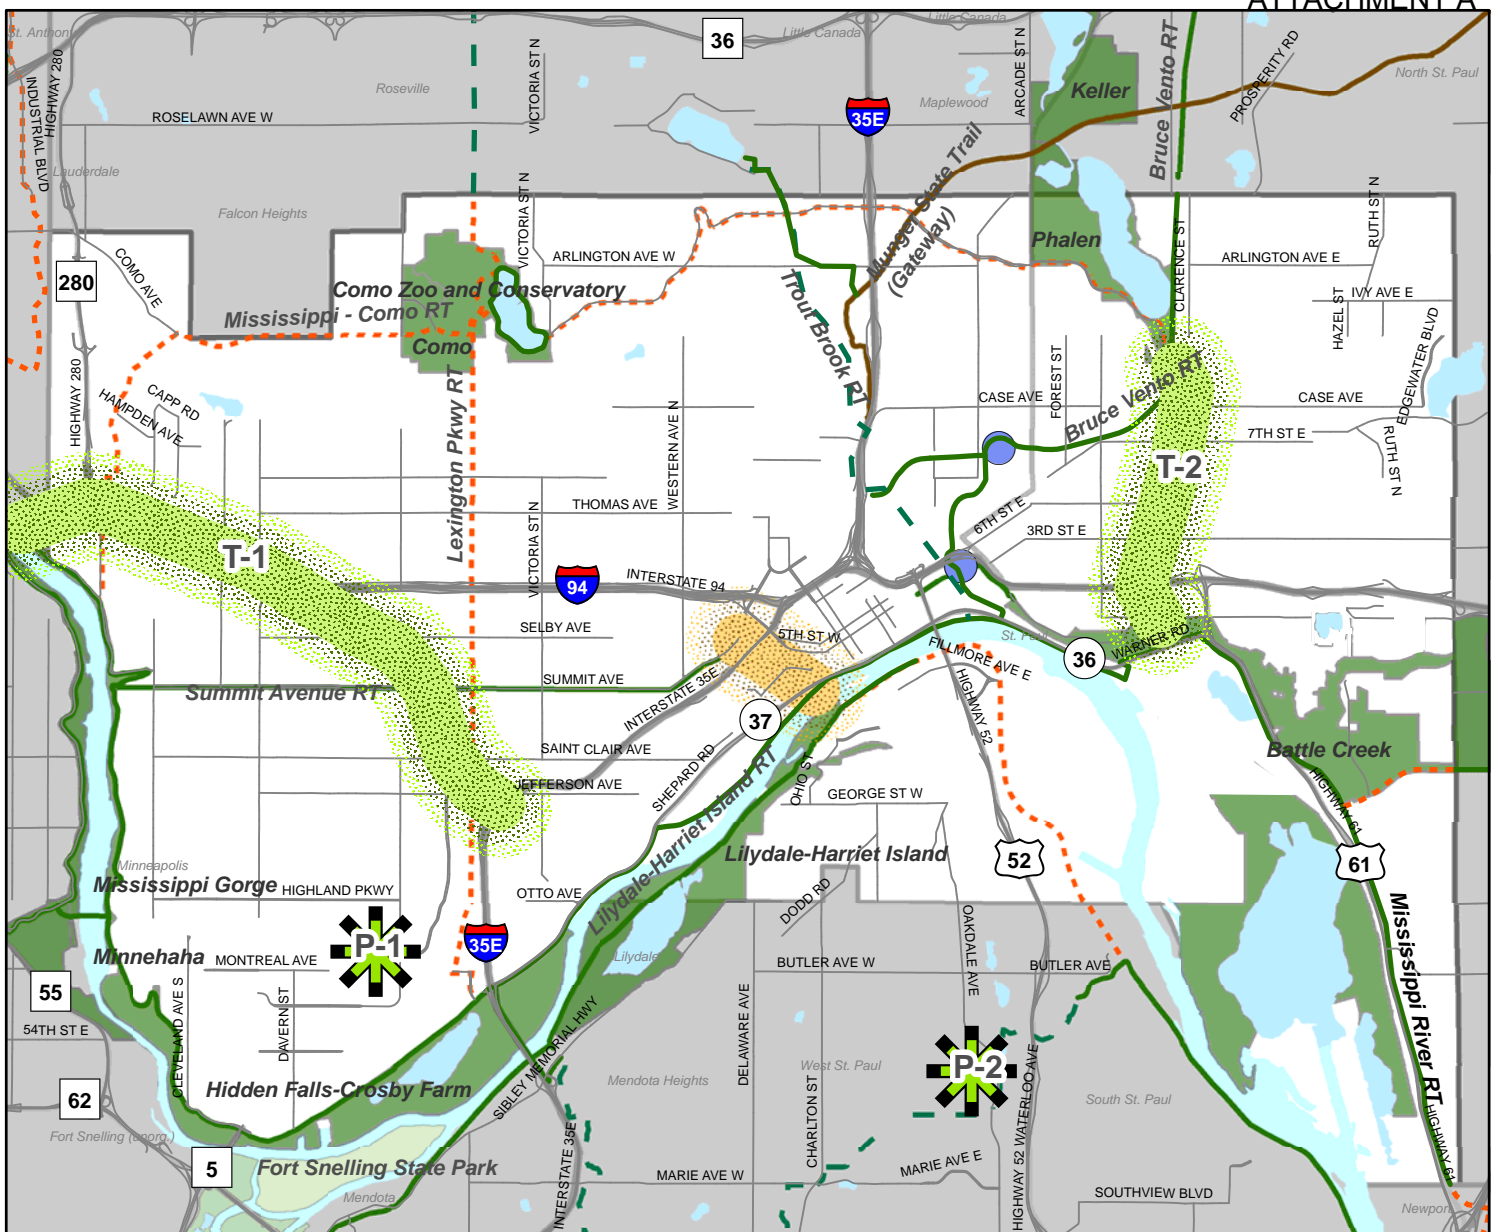 ATTACHMENT A
St. Anthony
36
Little Canada
Little Canada
HIGHWAY 280
INDUSTRIAL BLVD
Roseville
VICTORIA ST N
ARCADE ST N
Keller
Bruce Vento RT
PROSPERITY RD
North St. Paul
Maplewood
35E
ROSELAWN AVE W
Lauderdale
Falcon Heights
Munger State Trail
(Gateway)
VICTORIA ST N
ARLINGTON AVE W
Phalen
CLARENCE ST
ARLINGTON AVE E
RUTH ST N
280
COMO AVE
Como Zoo and Conservatory
Mississippi - Como RT
Como
Trout Brook RT
IVY AVE E
HAZEL ST
EDGEWATER BLVD
HIGHWAY 280
CAPP RD
HAMPDEN AVE
Lexington Pkwy RT
WESTERN AVE N
CASE AVE
FOREST ST
Bruce Vento RT
CASE AVE
7TH ST E
RUTH ST N
T-2
T-1
THOMAS AVE
VICTORIA ST N
6TH ST E
3RD ST E
94
INTERSTATE 94
SELBY AVE
5TH ST W
St. Paul
FILLMORE AVE E
36
WARNER RD
Summit Avenue RT
SUMMIT AVE
INTERSTATE 35E
HIGHWAY 52
37
SAINT CLAIR AVE
SHEPARD RD
JEFFERSON AVE
OHIO ST
GEORGE ST W
Battle Creek
HIGHWAY 61
Lilydale-Harriet Island RT
Lilydale-Harriet Island
52
61
Minneapolis
Mississippi Gorge
HIGHLAND PKWY
OTTO AVE
DODD RD
OAKDALE AVE
Mississippi River RT
P-1
35E
Minnehaha
MONTREAL AVE
Lilydale
BUTLER AVE W
BUTLER AVE
55
54TH ST E
CLEVELAND AVE S
DAVERN ST
SIBLEY MEMORIAL HWY
DELAWARE AVE
West St. Paul
P-2
HIGHWAY 52 WATERLOO AVE
62
Hidden Falls-Crosby Farm
Mendota Heights
CHARLTON ST
South St. Paul
HIGHWAY 61
Fort Snelling (unorg.)
5
Fort Snelling State Park
Mendota
INTERSTATE 35E
MARIE AVE W
MARIE AVE E
SOUTHVIEW BLVD
Newport